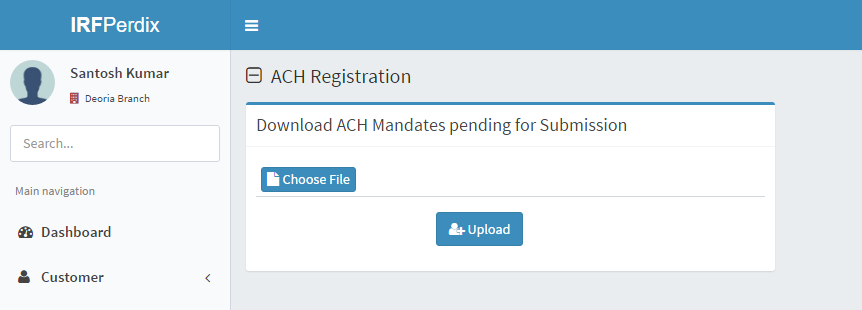 IRFPerdix
Santosh Kumar
Deoria Branch
Search...
Main navigation
Dashboard
Customer
ACH Registration
Download ACH Mandates pending for Submission
Choose File
Upload